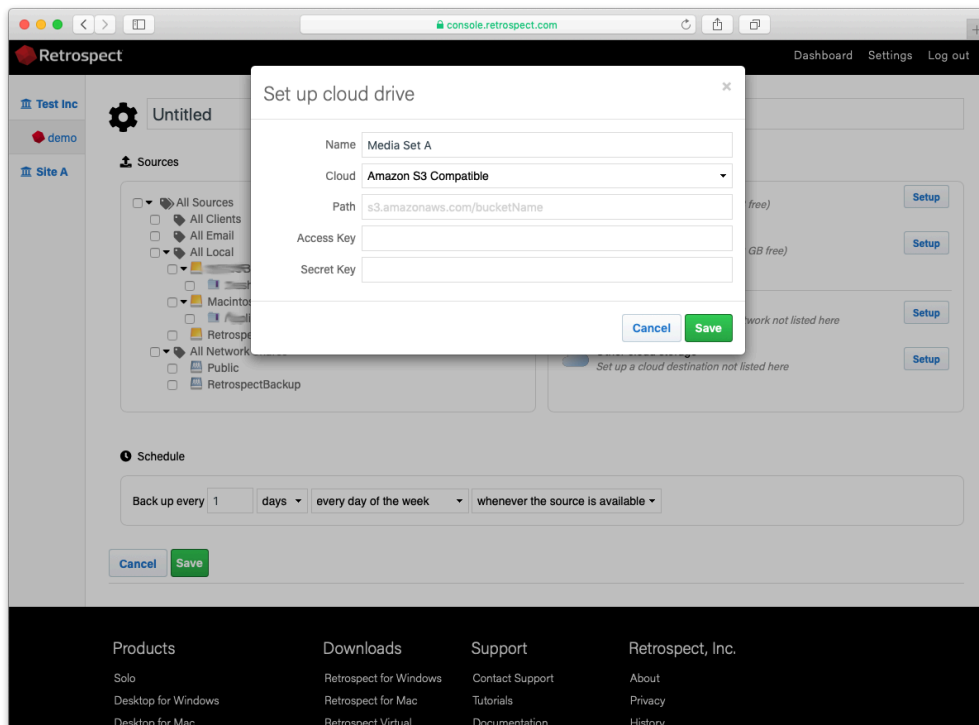 console.retrospect.com
Retrospect
Dashboard Settings Log out
Test Inc
demo
Site A
Untitled
Set up cloud drive
×
Name Media Set A
Cloud Amazon S3 Compatible
Path s3.amazonaws.com/bucketName
Access Key
Secret Key
Cancel Save
Sources
All Sources
All Clients
All Email
All Local
Macintos
Retrospe
All Network
Public
RetrospectBackup
free) Setup
GB free) Setup
work not listed here Setup
Set up a cloud destination not listed here Setup
Schedule
Back up every 1 days every day of the week whenever the source is available
Cancel Save
Products
Solo
Desktop for Windows
Desktop for Mac
Downloads
Retrospect for Windows
Retrospect for Mac
Retrospect Virtual
Support
Contact Support
Tutorials
Documentation
Retrospect, Inc.
About
Privacy
History